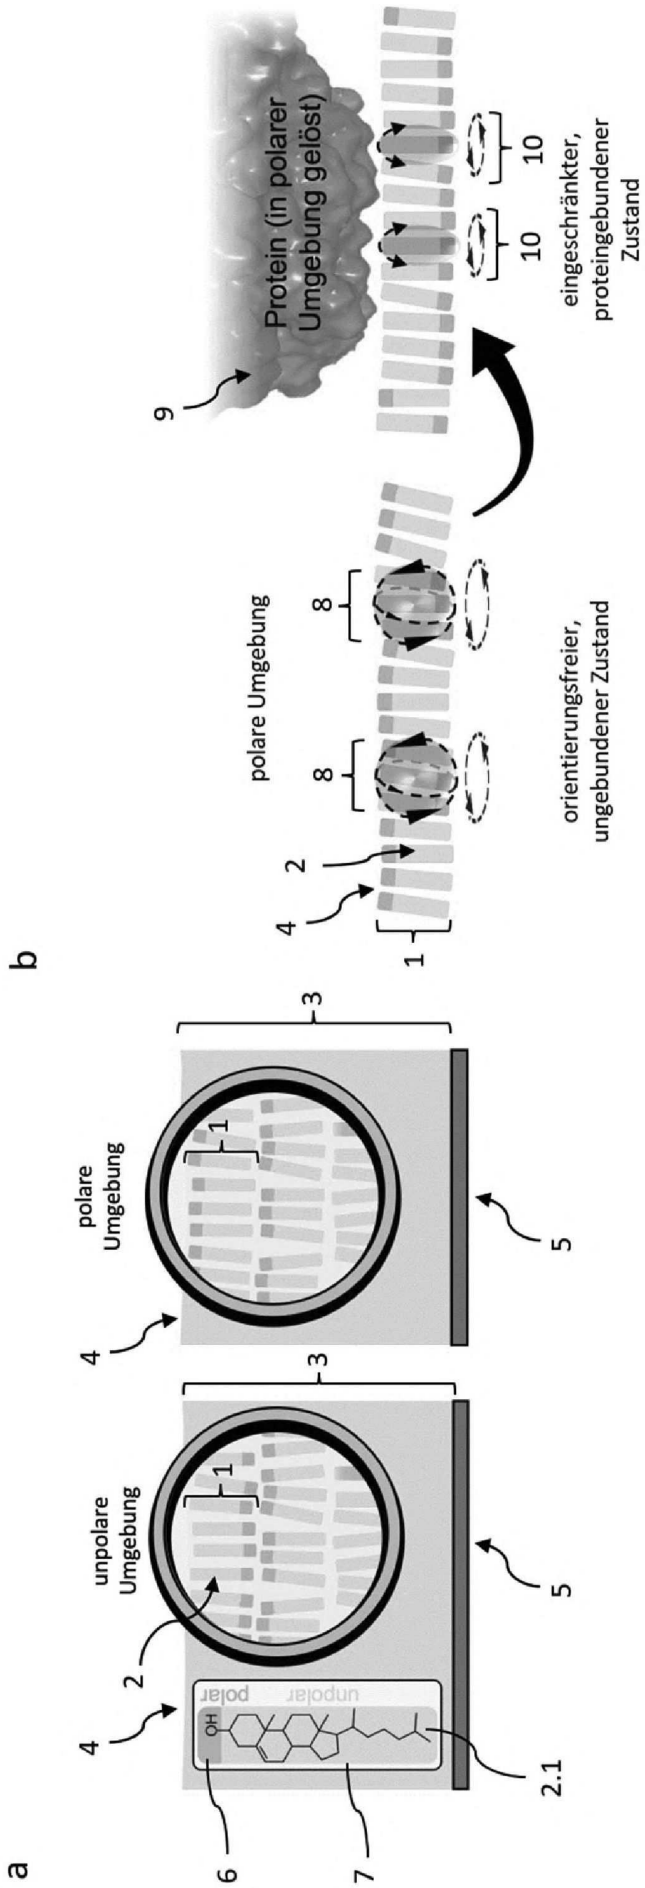 a
unpolare
Umgebung
4
2
1
3
polar
unpolar
OH
6
7
2.1
5
polare
Umgebung
4
1
3
5
b
polare Umgebung
4
2
8
8
1
orientierungsfreier,
ungebundener Zustand
9
Protein (in polarer
Umgebung gelöst)
10
10
eingeschränkter,
proteingebundener
Zustand